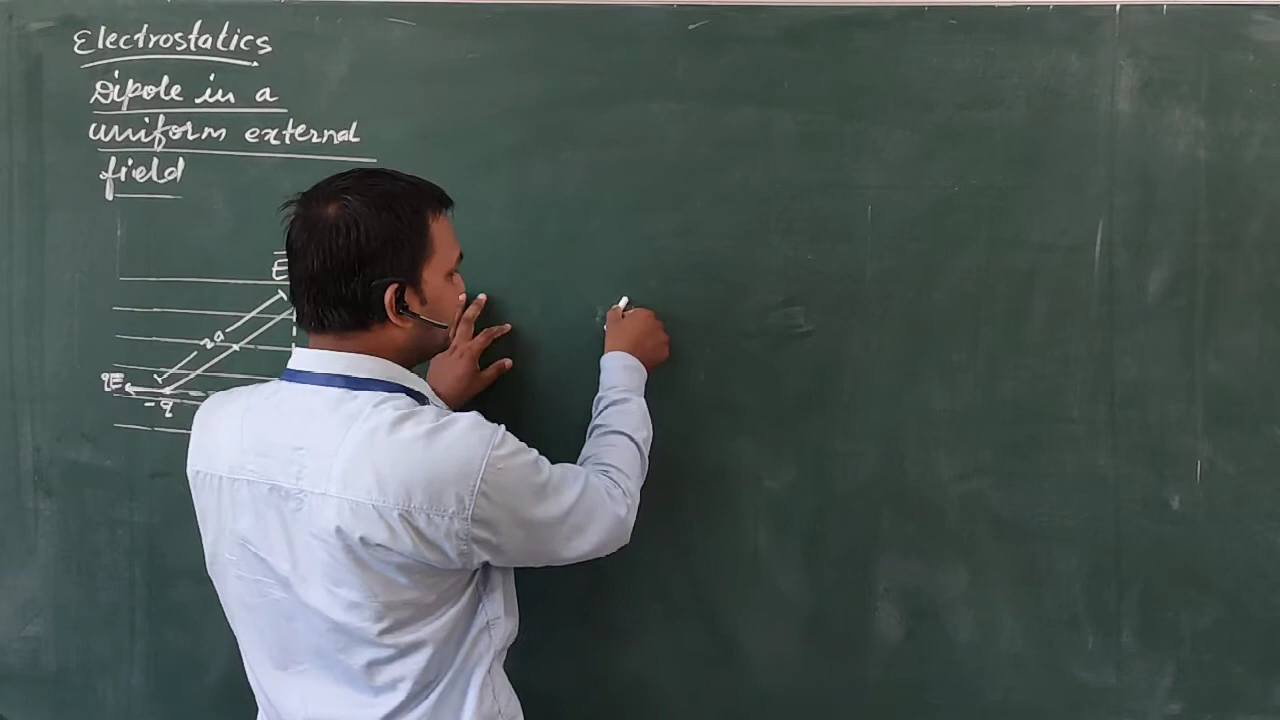 Electrostatics
Dipole in a
uniform external
field
E
2a
qE
-q